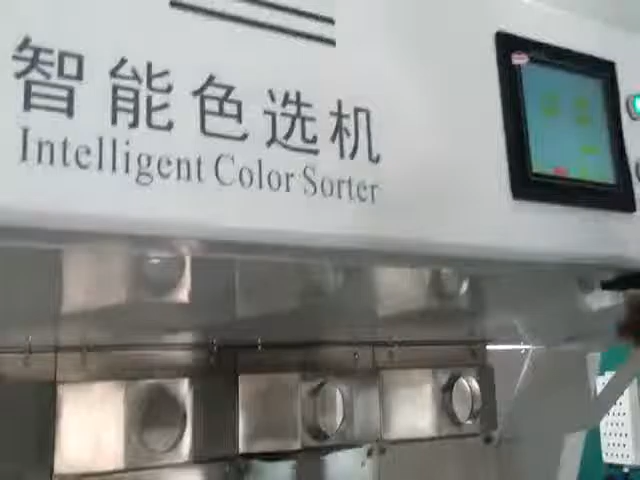 智能色选机
Intelligent Color Sorter